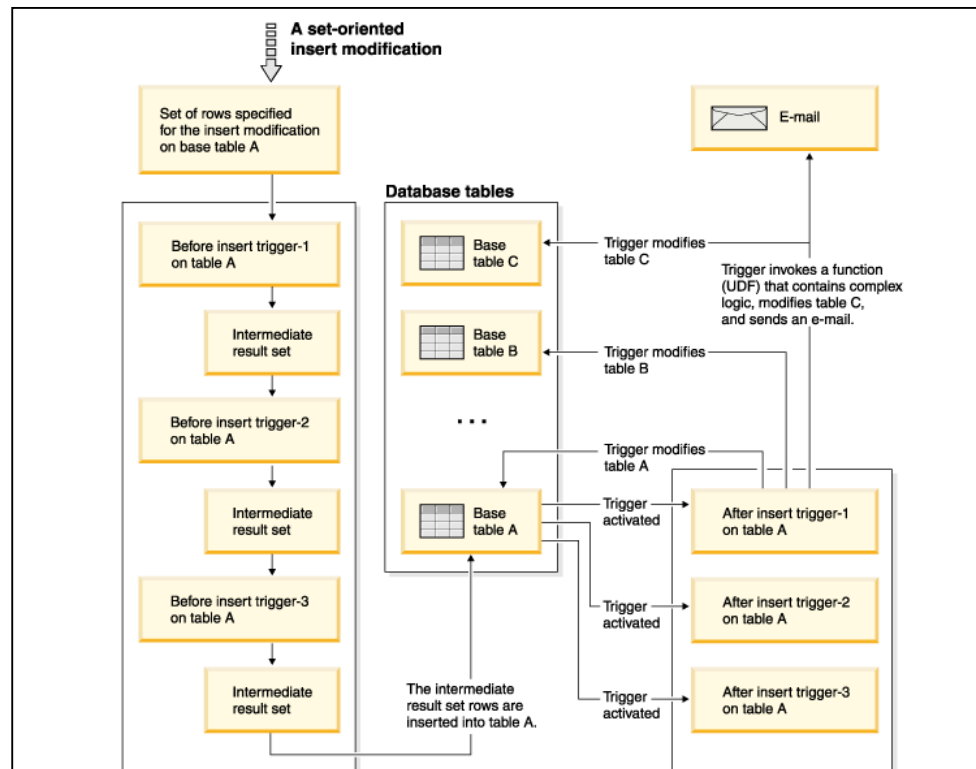 A set-oriented
insert modification
Set of rows specified
for the insert modification
on base table A
E-mail
Database tables
Before insert trigger-1
on table A
Base
table C
Trigger modifies
table C
Trigger invokes a function
(UDF) that contains complex
logic, modifies table C,
and sends an e-mail.
Intermediate
result set
Base
table B
Trigger modifies
table B
Before insert trigger-2
on table A
...
Trigger modifies
table A
Intermediate
result set
Base
table A
Trigger
activated
After insert trigger-1
on table A
Before insert trigger-3
on table A
Trigger
activated
After insert trigger-2
on table A
Intermediate
result set
The intermediate
result set rows are
inserted into table A.
Trigger
activated
After insert trigger-3
on table A